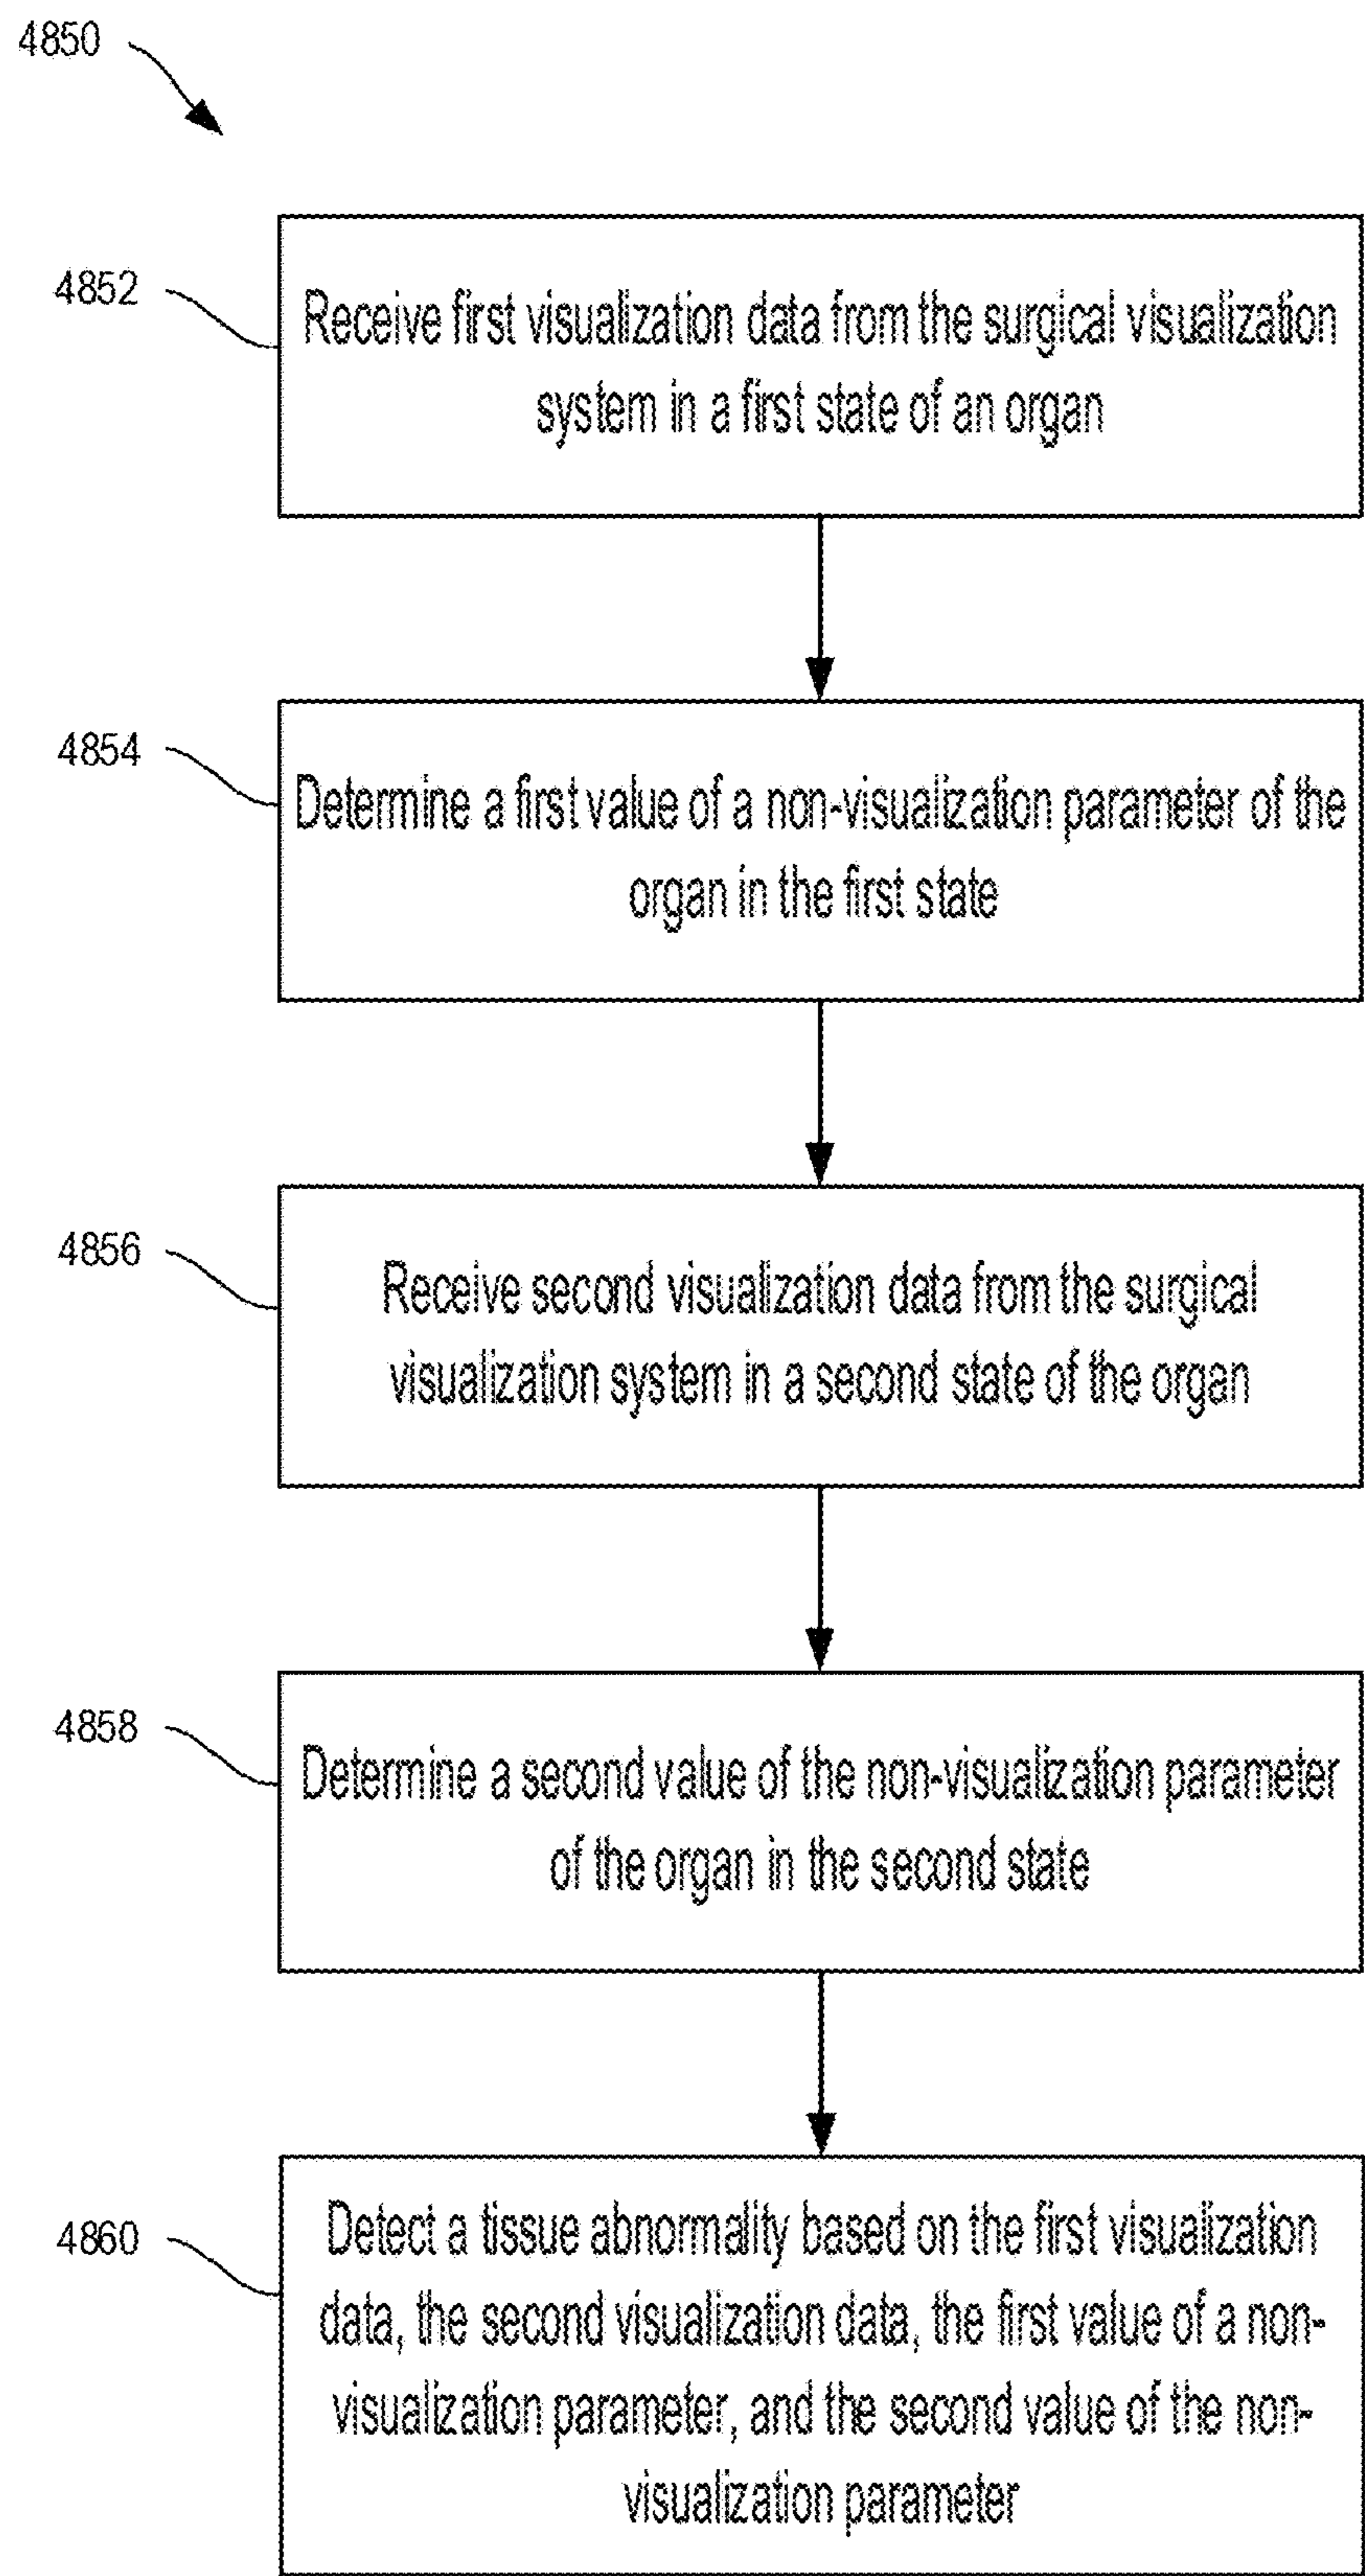 4850
4852
Receive first visualization data from the surgical visualization
system in a first state of an organ
4854
Determine a first value of a non-visualization parameter of the
organ in the first state
4856
Receive second visualization data from the surgical
visualization system in a second state of the organ
4858
Determine a second value of the non-visualization parameter
of the organ in the second state
4860
Detect a tissue abnormality based on the first visualization
data, the second visualization data, the first value of a non-
visualization parameter, and the second value of the non-
visualization parameter